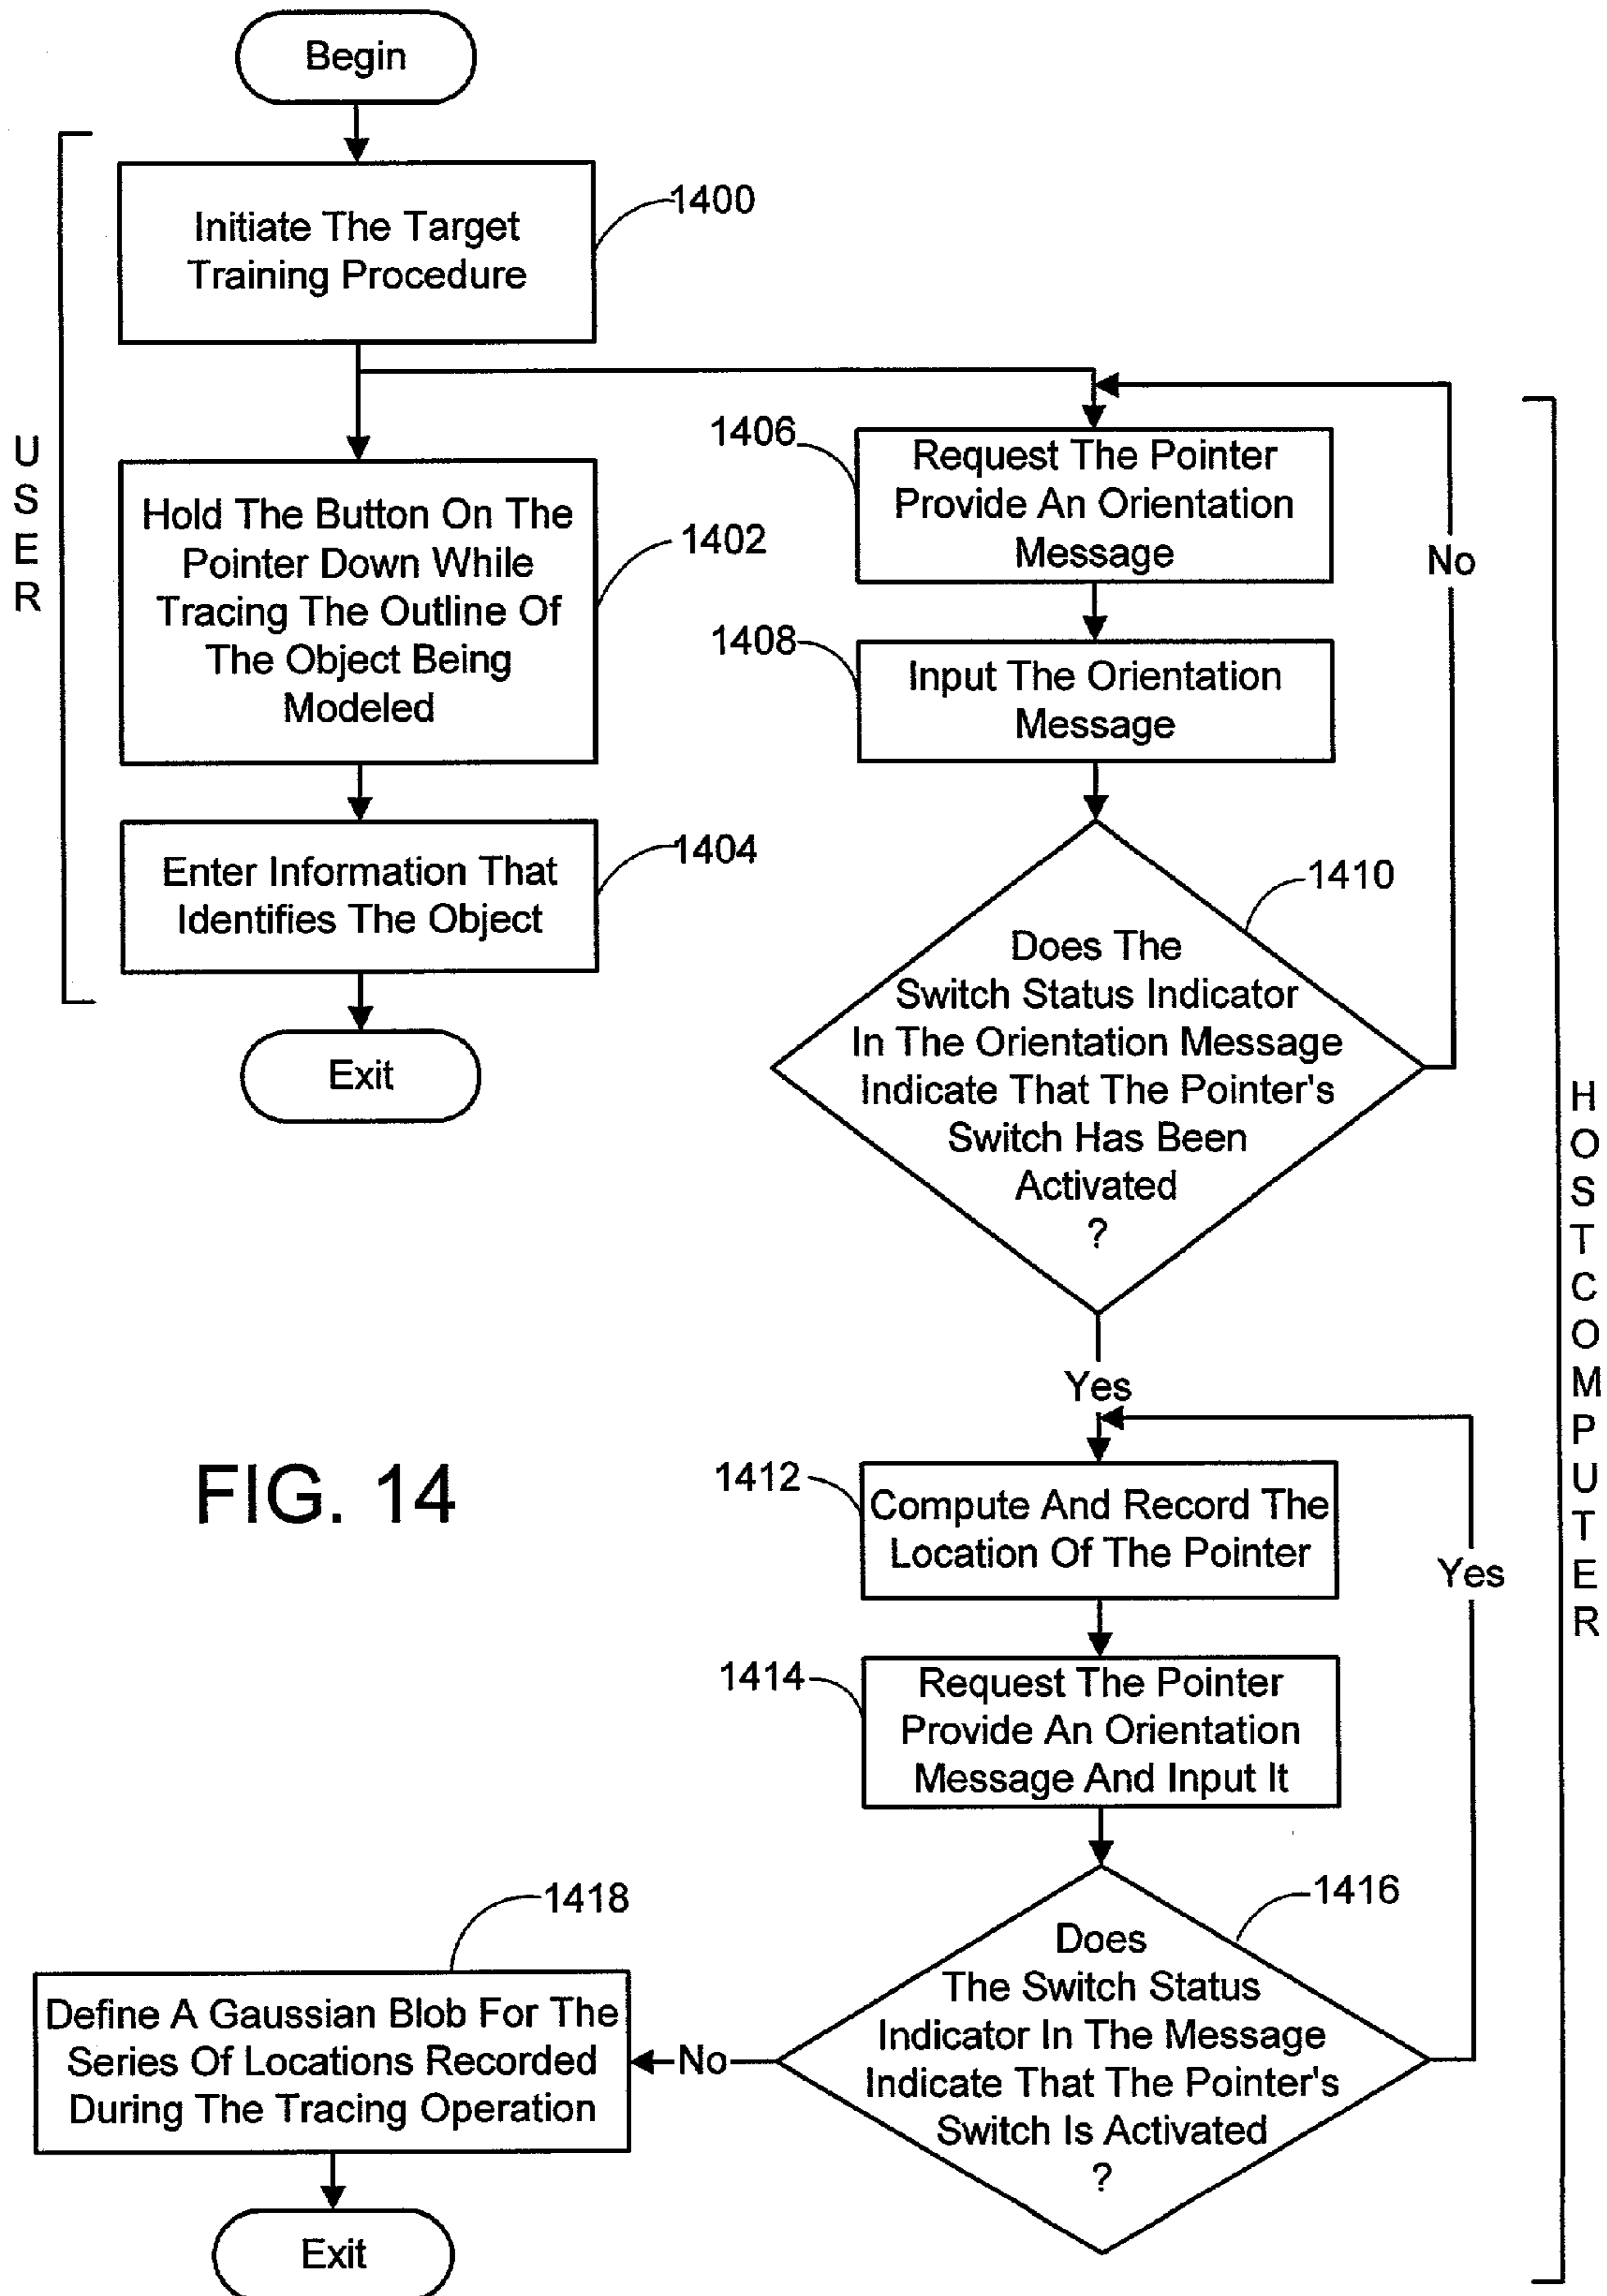 Begin
1400
Initiate The Target
Training Procedure
USER
1402
Hold The Button On The
Pointer Down While
Tracing The Outline Of
The Object Being
Modeled
1404
Enter Information That
Identifies The Object
Exit
1406
Request The Pointer
Provide An Orientation
Message
No
1408
Input The Orientation
Message
1410
Does The
Switch Status Indicator
In The Orientation Message
Indicate That The Pointer's
Switch Has Been
Activated
?
Yes
HOST COMPUTER
FIG. 14
1412
Compute And Record The
Location Of The Pointer
Yes
1414
Request The Pointer
Provide An Orientation
Message And Input It
1416
Does
The Switch Status
Indicator In The Message
Indicate That The Pointer's
Switch Is Activated
?
No
1418
Define A Gaussian Blob For The
Series Of Locations Recorded
During The Tracing Operation
Exit